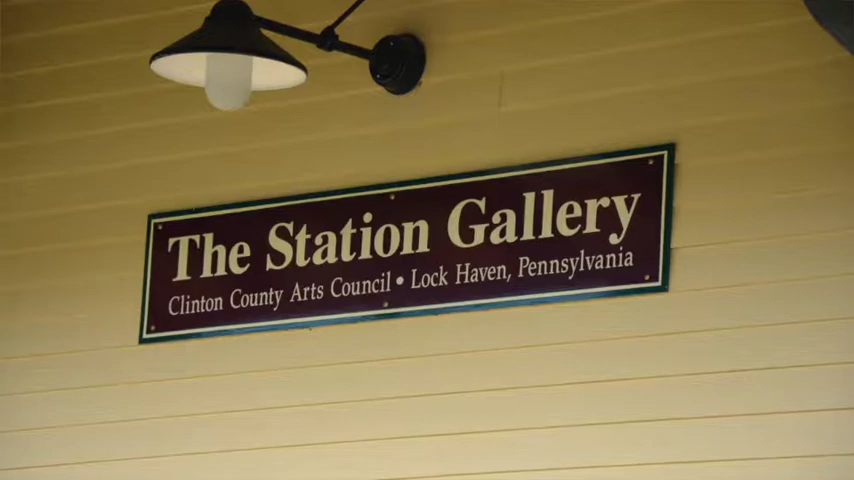 The Station Gallery
Clinton County Arts Council • Lock Haven, Pennsylvania